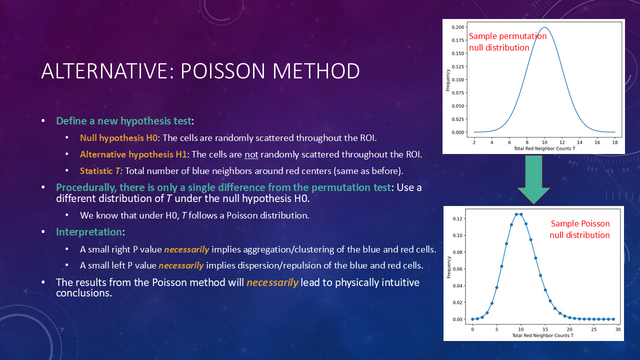 ALTERNATIVE: POISSON METHOD
• Define a new hypothesis test:
• Null hypothesis H0: The cells are randomly scattered throughout the ROI.
• Alternative hypothesis H1: The cells are not randomly scattered throughout the ROI.
• Statistic T: Total number of blue neighbors around red centers (same as before).
• Procedurally, there is only a single difference from the permutation test: Use a
different distribution of T under the null hypothesis H0.
• We know that under H0, T follows a Poisson distribution.
• Interpretation:
• A small right P value necessarily implies aggregation/clustering of the blue and red cells.
• A small left P value necessarily implies dispersion/repulsion of the blue and red cells.
• The results from the Poisson method will necessarily lead to physically intuitive
conclusions.
Sample permutation
null distribution
Frequency
0.200
0.175
0.150
0.125
0.100
0.075
0.050
0.025
0.000
2 4 6 8 10 12 14 16 18
Total Red Neighbor Counts T
Sample Poisson
null distribution
Frequency
0.12
0.10
0.08
0.06
0.04
0.02
0.00
0 5 10 15 20 25 30
Total Red Neighbor Counts T